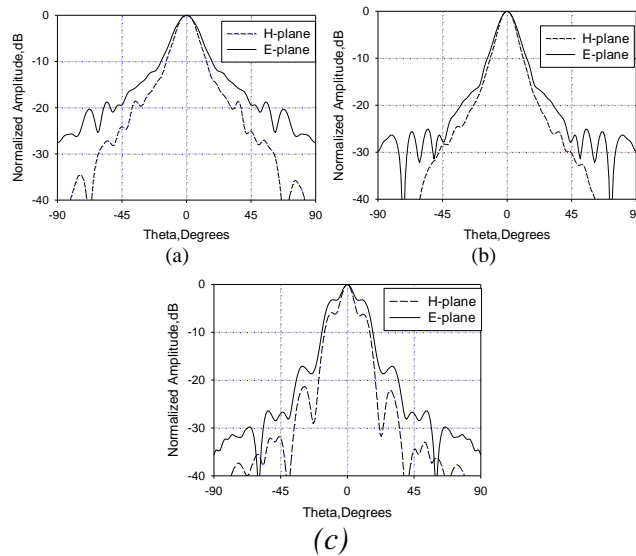 0
-10
-20
-30
-40
Normalized Amplitude,dB
H-plane
E-plane
-90 -45 0 45 90
Theta,Degrees
(a)
0
-10
-20
-30
-40
Normalized Amplitude,dB
H-plane
E-plane
-90 -45 0 45 90
Theta,Degrees
(b)
0
-10
-20
-30
-40
Normalized Amplitude,dB
H-plane
E-plane
-90 -45 0 45 90
Theta,Degrees
(c)